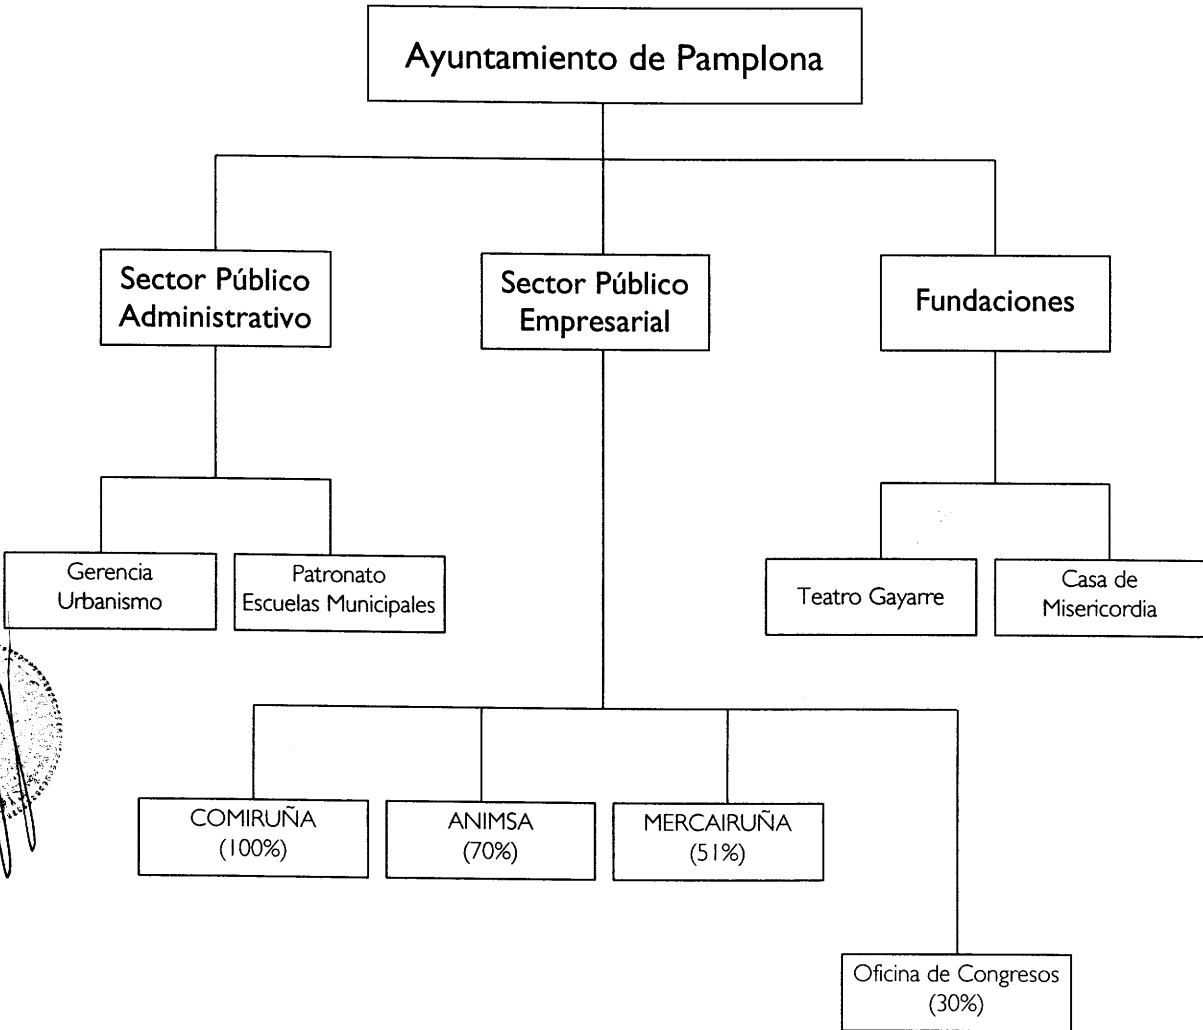 Ayuntamiento de Pamplona
Sector Público
Administrativo
Sector Público
Empresarial
Fundaciones
Gerencia
Urbanismo
Patronato
Escuelas Municipales
Teatro Gayarre
Casa de
Misericordia
COMIRUÑA
(100%)
ANIMSA
(70%)
MERCAIRUÑA
(51%)
Oficina de Congresos
(30%)